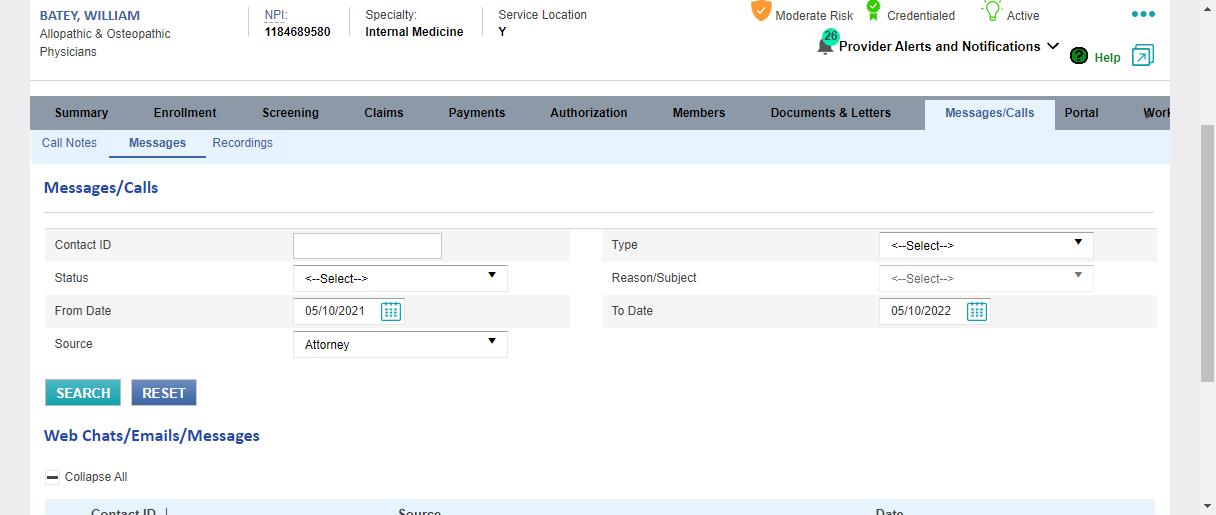 BATEY, WILLIAM
Allopathic & Osteopathic
Physicians
NPI:
1184689580
Specialty:
Internal Medicine
Service Location
Y
Moderate Risk
Credentialed
Active
26
Provider Alerts and Notifications
? Help
Summary Enrollment Screening Claims Payments Authorization Members Documents & Letters Messages/Calls Portal Work
Call Notes Messages Recordings
Messages/Calls
Contact ID
Type <--Select-->
Status <--Select-->
Reason/Subject <--Select-->
From Date 05/10/2021
To Date 05/10/2022
Source Attorney
SEARCH RESET
Web Chats/Emails/Messages
Collapse All
Contact ID Source Date